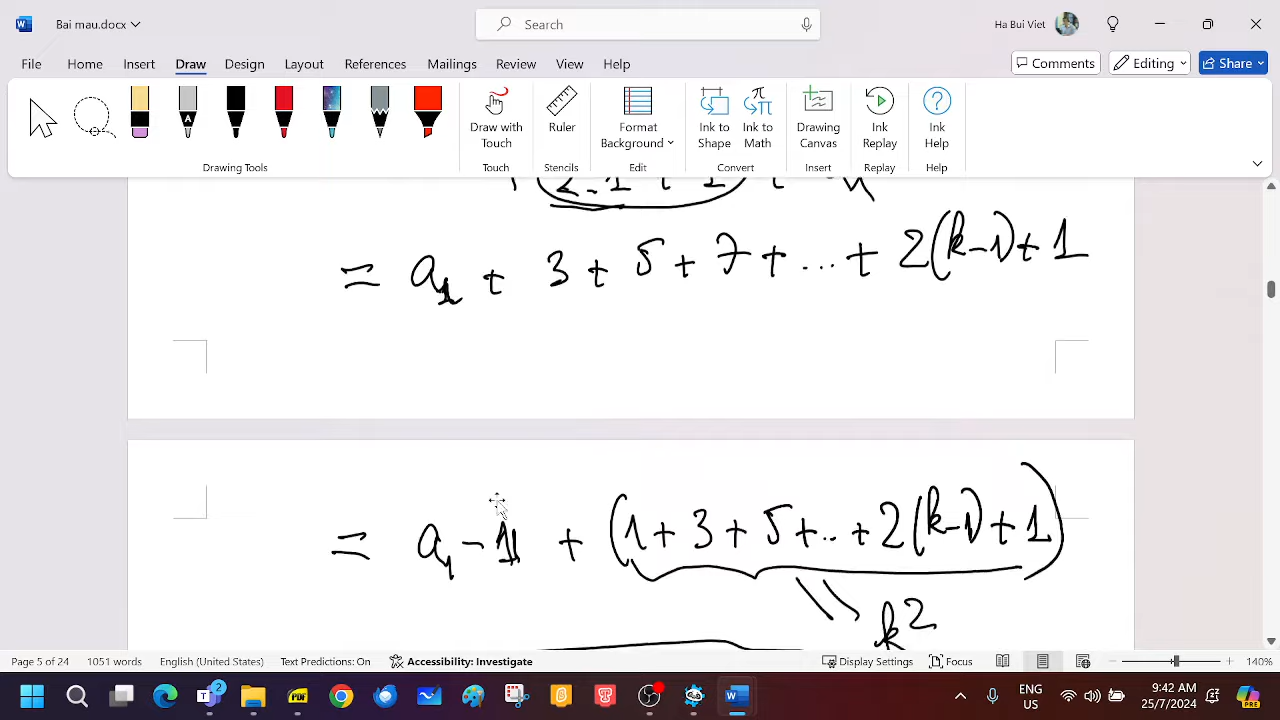 Bai mau.docx
Search
Ha Bui Viet
File Home Insert Draw Design Layout References Mailings Review View Help
Comments Editing Share
A
Draw with Touch
Ruler
Format Background
Ink to Shape
Ink to Math
Drawing Canvas
Ink Replay
Ink Help
Drawing Tools Touch Stencils Edit Convert Insert Replay Help
= a₁ + 3 + 5 + 7 + ... + 2(k-1) + 1
= a₁ - 1 + (1 + 3 + 5 + .. + 2(k-1) + 1)
k²
Page 5 of 24 1051 words English (United States) Text Predictions: On Accessibility: Investigate Display Settings Focus 140%
PDF
2
ENG US
9:42 AM
25/7/2024
PRE